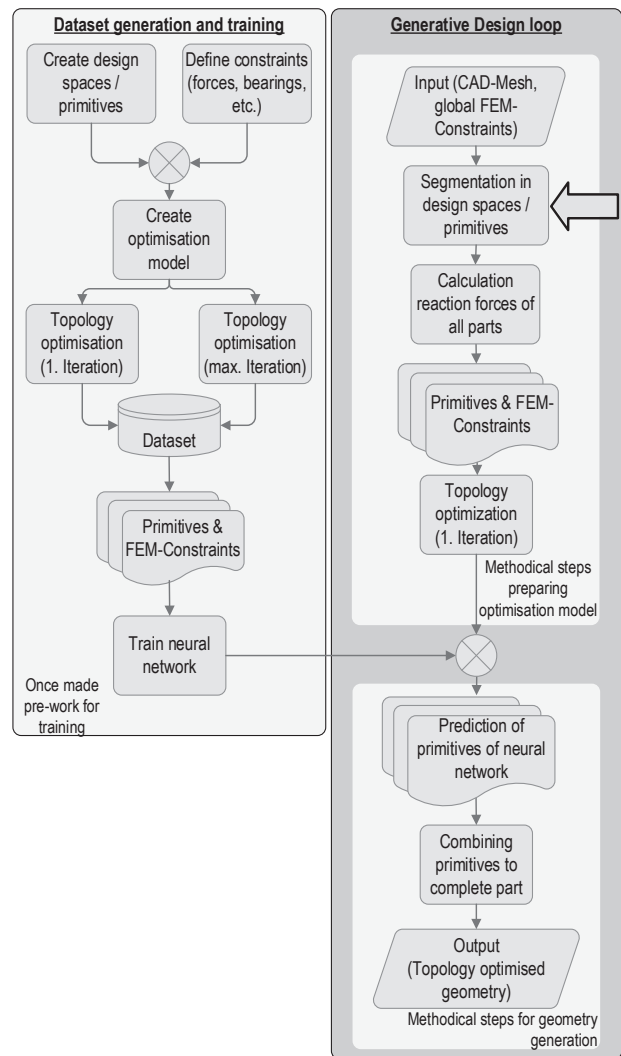 Dataset generation and training
Create design
spaces /
primitives
Define constraints
(forces, bearings,
etc.)
Create
optimisation
model
Topology
optimisation
(1. Iteration)
Topology
optimisation
(max. Iteration)
Dataset
Primitives &
FEM-Constraints
Train neural
network
Once made
pre-work for
training
Generative Design loop
Input (CAD-Mesh,
global FEM-
Constraints)
Segmentation in
design spaces /
primitives
Calculation
reaction forces of
all parts
Primitives & FEM-
Constraints
Topology
optimization
(1. Iteration)
Methodical steps
preparing
optimisation model
Prediction of
primitives of neural
network
Combining
primitives to
complete part
Output
(Topology optimised
geometry)
Methodical steps for geometry
generation